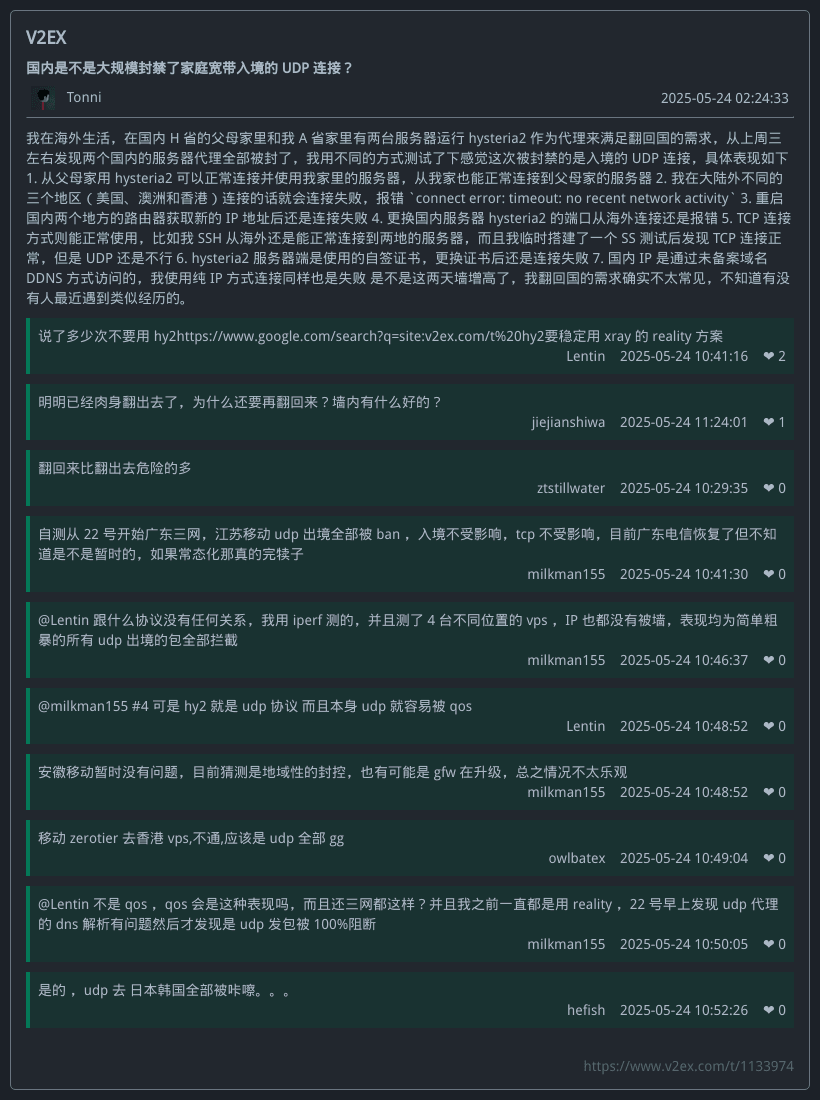 V2EX
国内是不是大规模封禁了家庭宽带入境的 UDP 连接？
Tonni 2025-05-24 02:24:33
我在海外生活，在国内 H 省的父母家里和我 A 省家里有两台服务器运行 hysteria2 作为代理来满足翻回国的需求，从上周三
左右发现两个国内的服务器代理全部被封了，我用不同的方式测试了下感觉这次被封禁的是入境的 UDP 连接，具体表现如下
1. 从父母家用 hysteria2 可以正常连接并使用我家里的服务器，从我家也能正常连接到父母家的服务器 2. 我在大陆外不同的
三个地区（美国、澳洲和香港）连接的话就会连接失败，报错 `connect error: timeout: no recent network activity` 3. 重启
国内两个地方的路由器获取新的 IP 地址后还是连接失败 4. 更换国内服务器 hysteria2 的端口从海外连接还是报错 5. TCP 连接
方式则能正常使用，比如我 SSH 从海外还是能正常连接到两地的服务器，而且我临时搭建了一个 SS 测试后发现 TCP 连接正
常，但是 UDP 还是不行 6. hysteria2 服务器端是使用的自签证书，更换证书后还是连接失败 7. 国内 IP 是通过未备案域名
DDNS 方式访问的，我使用纯 IP 方式连接同样也是失败 是不是这两天墙增高了，我翻回国的需求确实不太常见，不知道有没
有人最近遇到类似经历的。
说了多少次不要用 hy2https://www.google.com/search?q=site:v2ex.com/t%20hy2要稳定用 xray 的 reality 方案
Lentin 2025-05-24 10:41:16 ❤ 2
明明已经肉身翻出去了，为什么还要再翻回来？墙内有什么好的？
jiejianshiwa 2025-05-24 11:24:01 ❤ 1
翻回来比翻出去危险的多
ztstillwater 2025-05-24 10:29:35 ❤ 0
自测从 22 号开始广东三网，江苏移动 udp 出境全部被 ban ，入境不受影响，tcp 不受影响，目前广东电信恢复了但不知
道是不是暂时的，如果常态化那真的完犊子
milkman155 2025-05-24 10:41:30 ❤ 0
@Lentin 跟什么协议没有任何关系，我用 iperf 测的，并且测了 4 台不同位置的 vps ，IP 也都没有被墙，表现均为简单粗
暴的所有 udp 出境的包全部拦截
milkman155 2025-05-24 10:46:37 ❤ 0
@milkman155 #4 可是 hy2 就是 udp 协议 而且本身 udp 就容易被 qos
Lentin 2025-05-24 10:48:52 ❤ 0
安徽移动暂时没有问题，目前猜测是地域性的封控，也有可能是 gfw 在升级，总之情况不太乐观
milkman155 2025-05-24 10:48:52 ❤ 0
移动 zerotier 去香港 vps,不通,应该是 udp 全部 gg
owlbatex 2025-05-24 10:49:04 ❤ 0
@Lentin 不是 qos ，qos 会是这种表现吗，而且还三网都这样？并且我之前一直都是用 reality ，22 号早上发现 udp 代理
的 dns 解析有问题然后才发现是 udp 发包被 100%阻断
milkman155 2025-05-24 10:50:05 ❤ 0
是的 ，udp 去 日本韩国全部被咔嚓。。。
hefish 2025-05-24 10:52:26 ❤ 0
https://www.v2ex.com/t/1133974